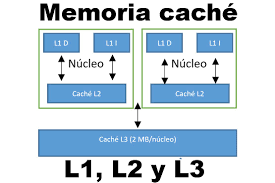 Memoria caché
L1 D L1 I L1 D L1 I
Núcleo Núcleo
Caché L2 Caché L2
Caché L3 (2 MB/núcleo)
L1, L2 y L3